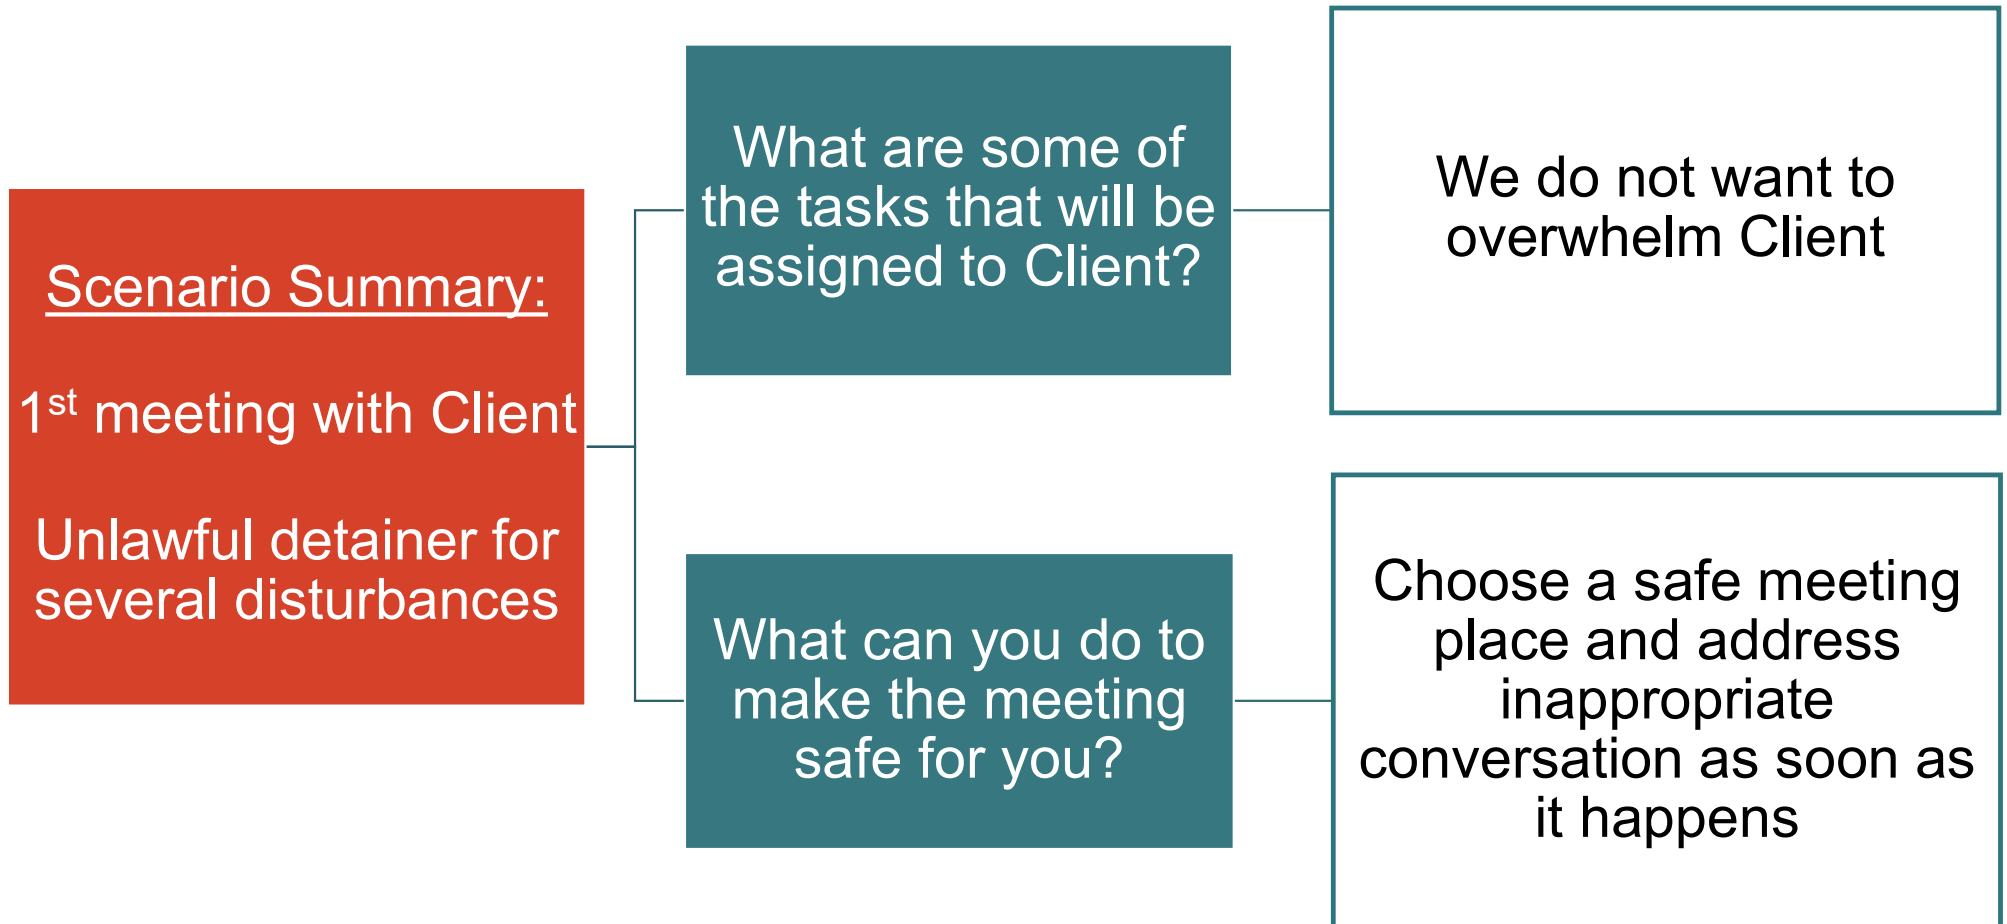 Scenario Summary:
1st meeting with Client
Unlawful detainer for
several disturbances
What are some of
the tasks that will be
assigned to Client?
We do not want to
overwhelm Client
What can you do to
make the meeting
safe for you?
Choose a safe meeting
place and address
inappropriate
conversation as soon as
it happens